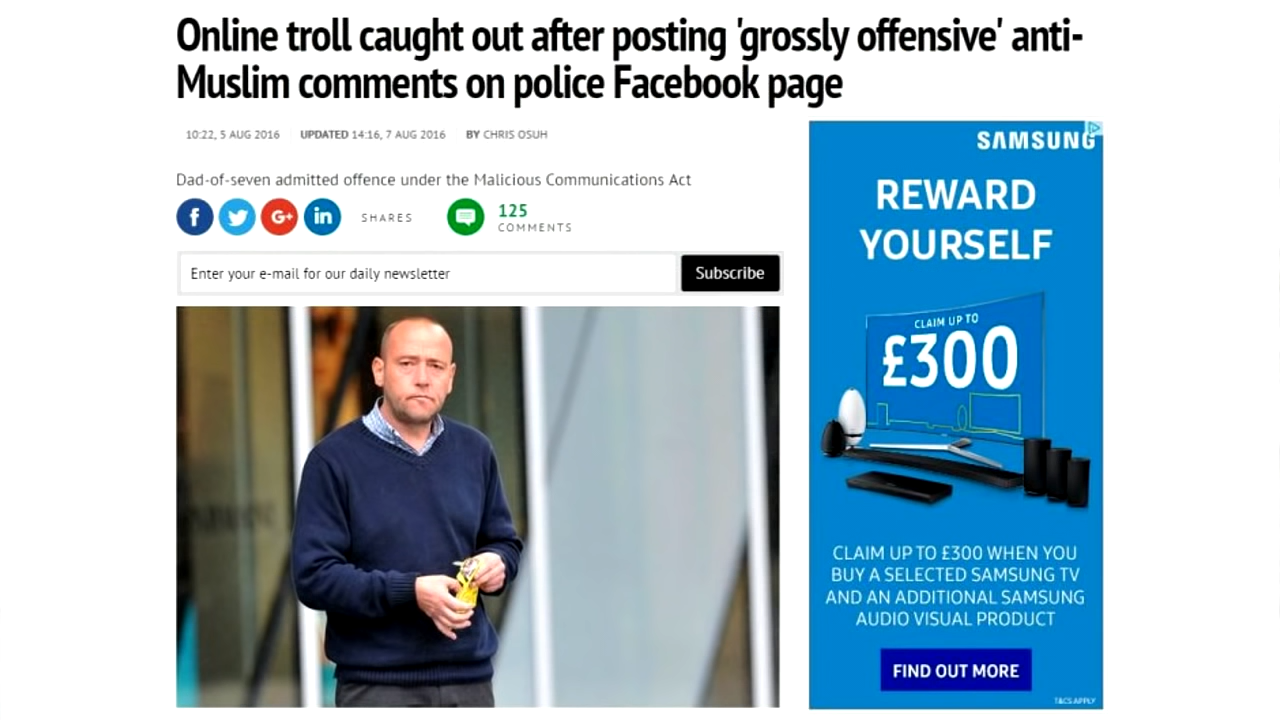 Online troll caught out after posting 'grossly offensive' anti-
Muslim comments on police Facebook page
10:22, 5 AUG 2016 UPDATED 14:16, 7 AUG 2016 BY CHRIS OSUH
Dad-of-seven admitted offence under the Malicious Communications Act
f G+ in SHARES
125
COMMENTS
Enter your e-mail for our daily newsletter Subscribe
SAMSUNG
REWARD
YOURSELF
CLAIM UP TO
£300
CLAIM UP TO £300 WHEN YOU
BUY A SELECTED SAMSUNG TV
AND AN ADDITIONAL SAMSUNG
AUDIO VISUAL PRODUCT
FIND OUT MORE
T&CS APPLY